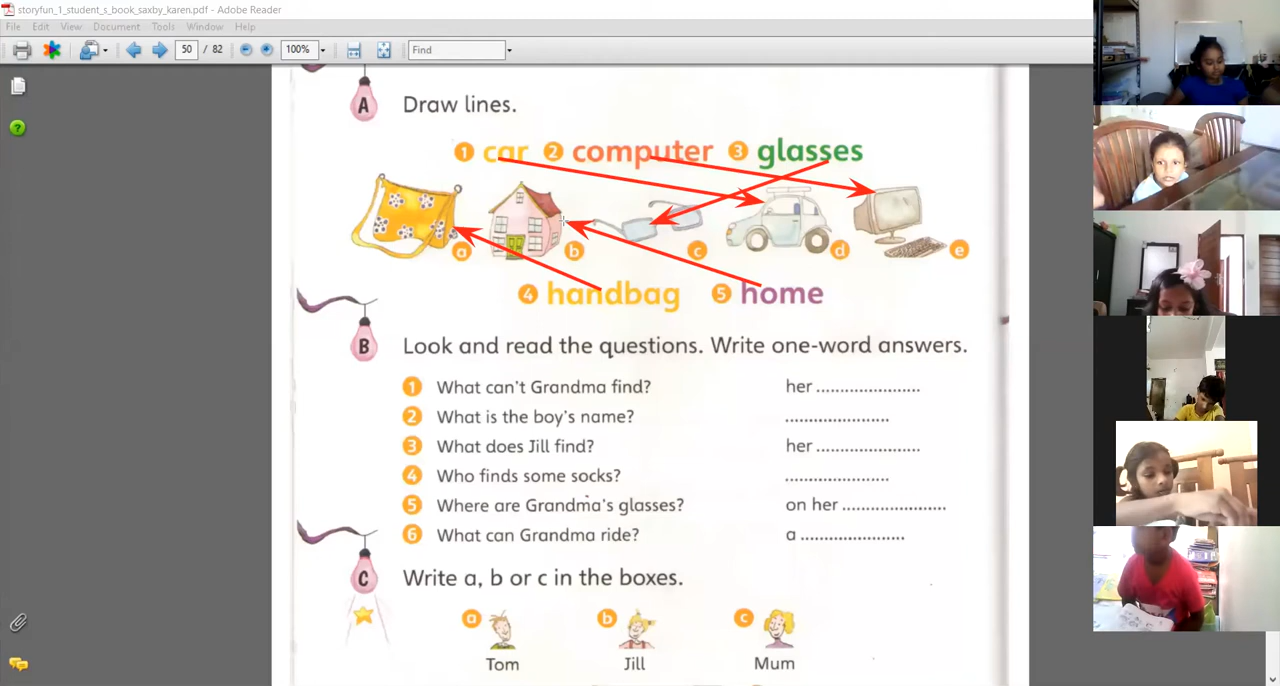 storyfun_1_student_s_book_saxby_karen.pdf - Adobe Reader
File Edit View Document Tools Window Help
50 / 82 100% Find
A Draw lines.
1 car 2 computer 3 glasses
a b c d e
4 handbag 5 home
B Look and read the questions. Write one-word answers.
1 What can't Grandma find? her .....................
2 What is the boy's name? .....................
3 What does Jill find? her .....................
4 Who finds some socks? .....................
5 Where are Grandma's glasses? on her .....................
6 What can Grandma ride? a .....................
C Write a, b or c in the boxes.
a b c
Tom Jill Mum